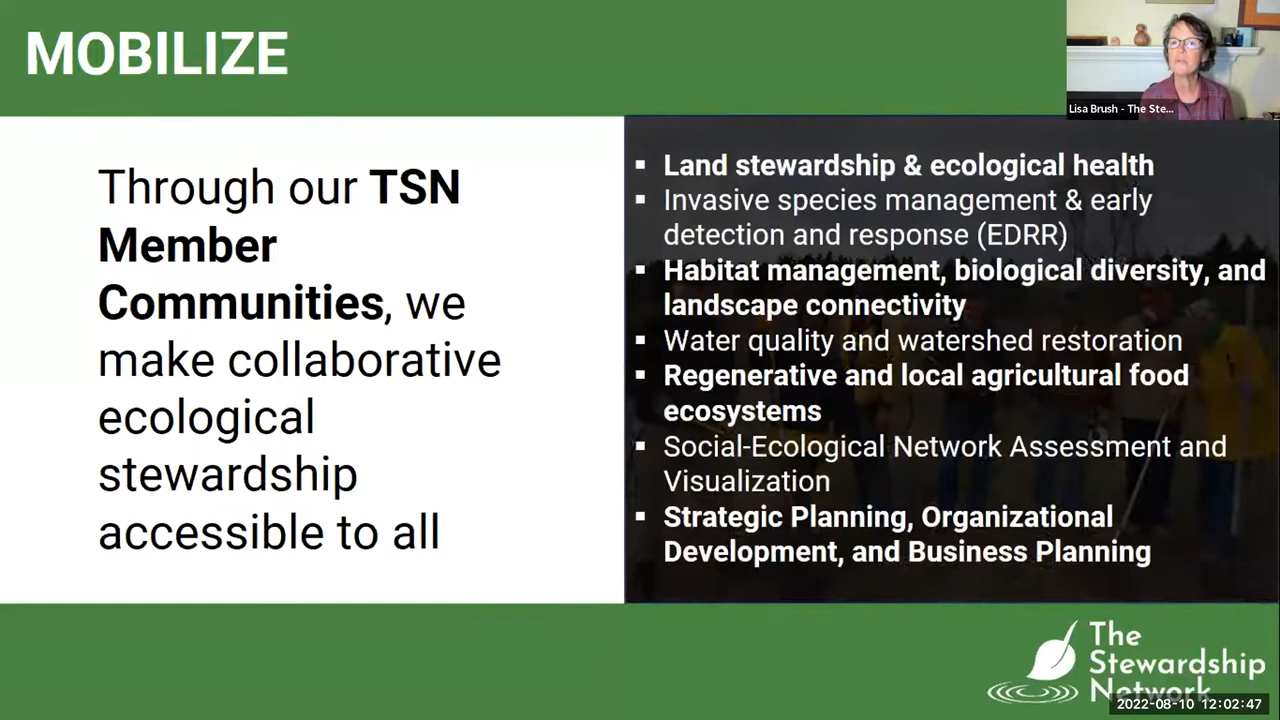 MOBILIZE
Lisa Brush - The Ste...
Through our TSN
Member
Communities, we
make collaborative
ecological
stewardship
accessible to all
▪ Land stewardship & ecological health
▪ Invasive species management & early
detection and response (EDRR)
▪ Habitat management, biological diversity, and
landscape connectivity
▪ Water quality and watershed restoration
▪ Regenerative and local agricultural food
ecosystems
▪ Social-Ecological Network Assessment and
Visualization
▪ Strategic Planning, Organizational
Development, and Business Planning
The
Stewardship
Network
2022-08-10 12:02:47